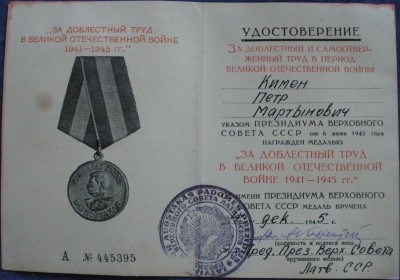 „ЗА ДОБЛЕСТНЫЙ ТРУД
В ВЕЛИКОЙ ОТЕЧЕСТВЕННОЙ ВОЙНЕ
1941—1945 гг."
А № 445395
УДОСТОВЕРЕНИЕ
ЗА ДОБЛЕСТНЫЙ И САМООТВЕР-
ЖЕННЫЙ ТРУД В ПЕРИОД
ВЕЛИКОЙ ОТЕЧЕСТВЕННОЙ ВОЙНЫ
Кимен
Петр
Мартынович
УКАЗОМ ПРЕЗИДИУМА ВЕРХОВНОГО
СОВЕТА СССР от 6 июня 1945 года
НАГРАЖДЕН МЕДАЛЬЮ
„ЗА ДОБЛЕСТНЫЙ ТРУД
В ВЕЛИКОЙ ОТЕЧЕСТВЕННОЙ
ВОЙНЕ 1941—1945 гг."
ИМЕНИ ПРЕЗИДИУМА ВЕРХОВНОГО
СОВЕТА СССР МЕДАЛЬ ВРУЧЕНА
дек 1945 г.
Пред. През. Верх. Совета
Латв. ССР